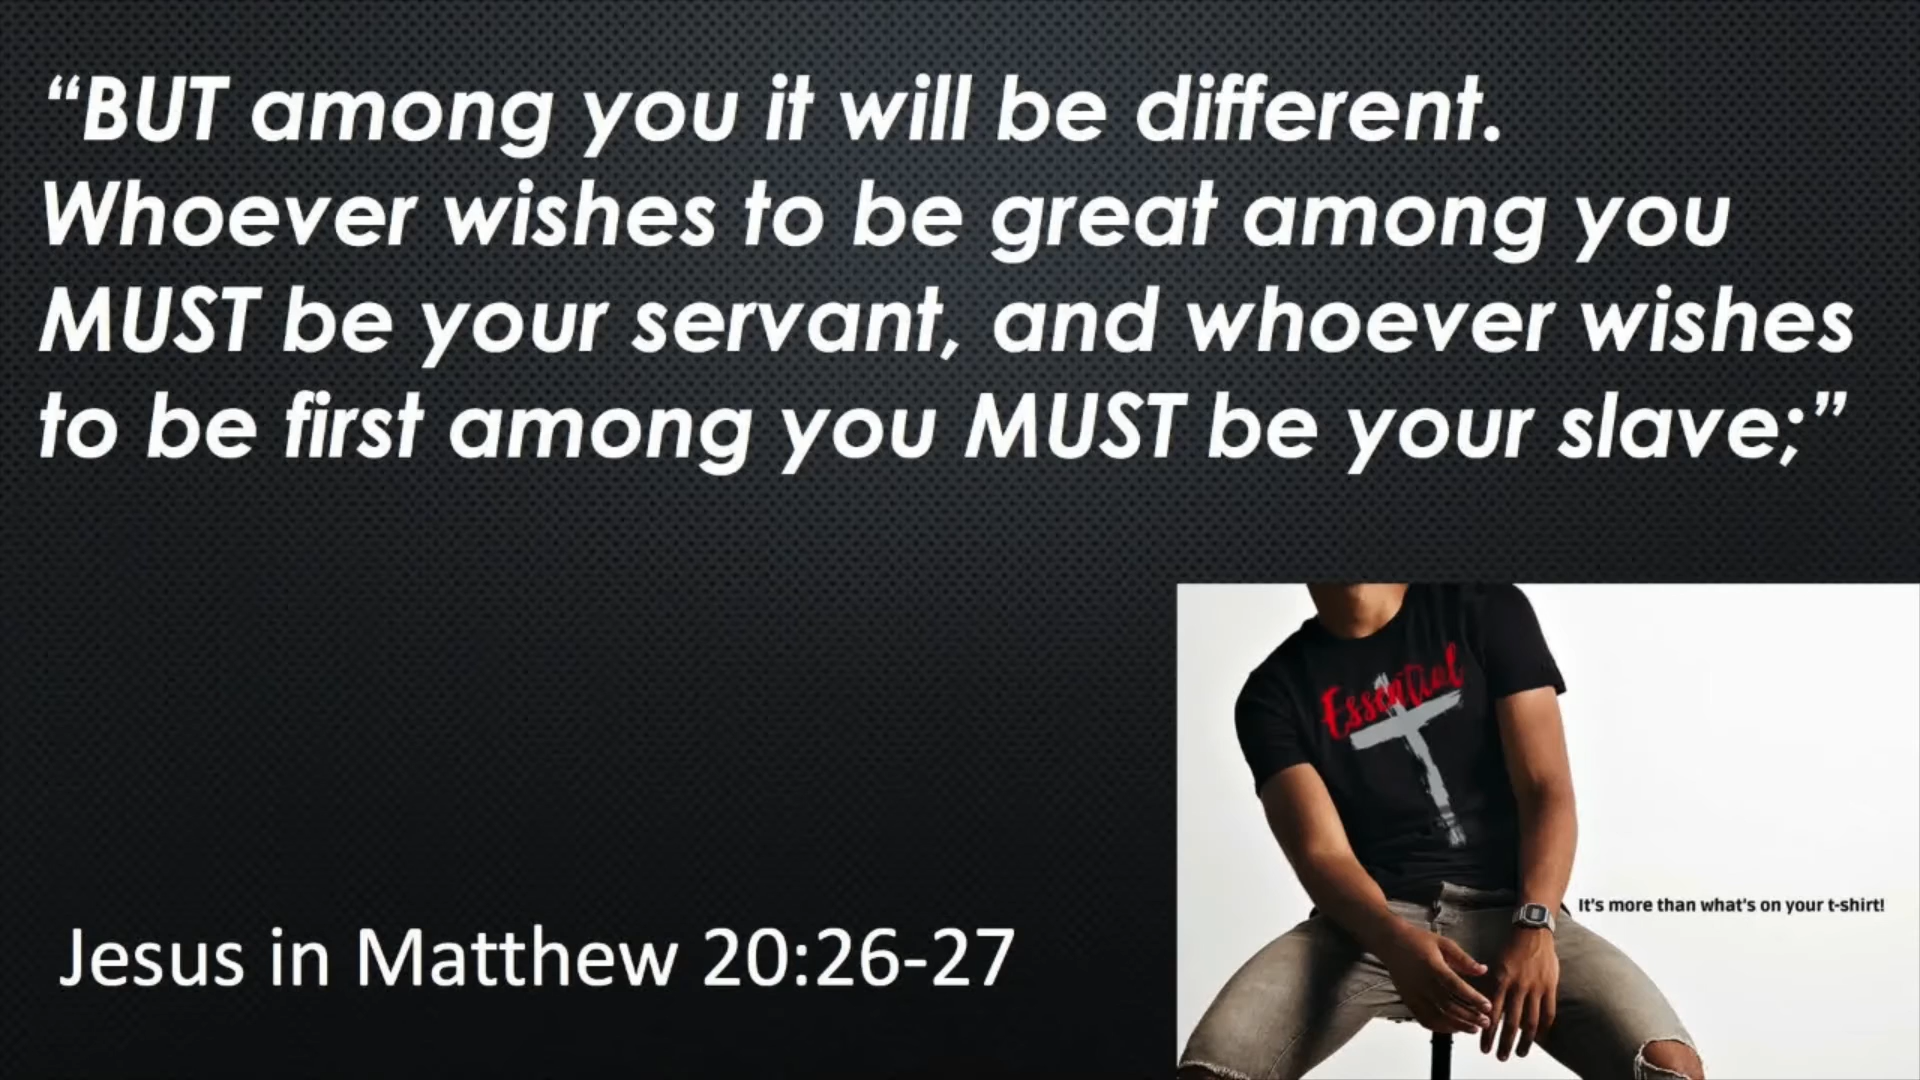 “BUT among you it will be different.
Whoever wishes to be great among you
MUST be your servant, and whoever wishes
to be first among you MUST be your slave;”
Essential
It's more than what's on your t-shirt!
Jesus in Matthew 20:26-27